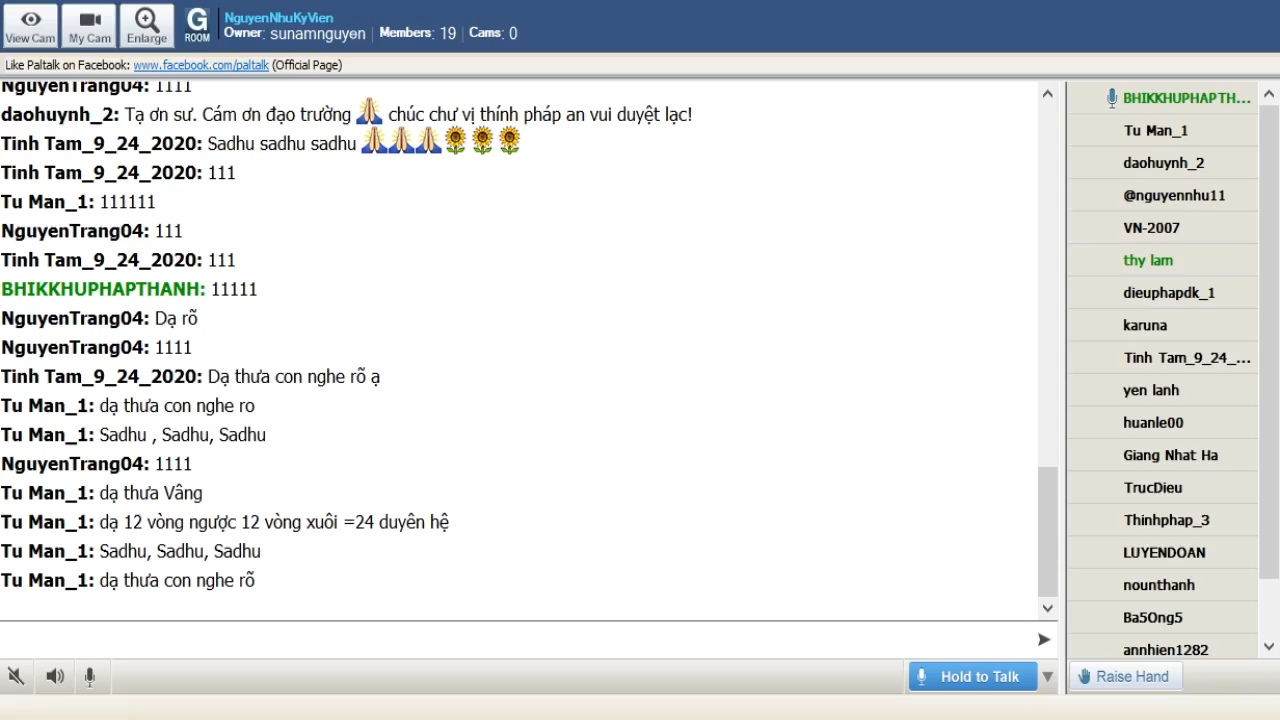 View Cam
My Cam
Enlarge
G
ROOM
NguyenNhuKyVien
Owner: sunamnguyen | Members: 19 | Cams: 0
Like Paltalk on Facebook: www.facebook.com/paltalk (Official Page)
NguyenTrang04: 1111
daohuynh_2: Tạ ơn sư. Cám ơn đạo trường 🙏 chúc chư vị thính pháp an vui duyệt lạc!
Tinh Tam_9_24_2020: Sadhu sadhu sadhu 🙏🙏🙏🌻🌻🌻
Tinh Tam_9_24_2020: 111
Tu Man_1: 111111
NguyenTrang04: 111
Tinh Tam_9_24_2020: 111
BHIKKHUPHAPTHANH: 11111
NguyenTrang04: Dạ rõ
NguyenTrang04: 1111
Tinh Tam_9_24_2020: Dạ thưa con nghe rõ ạ
Tu Man_1: dạ thưa con nghe ro
Tu Man_1: Sadhu , Sadhu, Sadhu
NguyenTrang04: 1111
Tu Man_1: dạ thưa Vâng
Tu Man_1: dạ 12 vòng ngược 12 vòng xuôi =24 duyên hệ
Tu Man_1: Sadhu, Sadhu, Sadhu
Tu Man_1: dạ thưa con nghe rõ
Hold to Talk
BHIKKHUPHAPTH...
Tu Man_1
daohuynh_2
@nguyennhu11
VN-2007
thy lam
dieuphapdk_1
karuna
Tinh Tam_9_24_...
yen lanh
huanle00
Giang Nhat Ha
TrucDieu
Thinhphap_3
LUYENDOAN
nounthanh
Ba5Ong5
annhien1282
Raise Hand